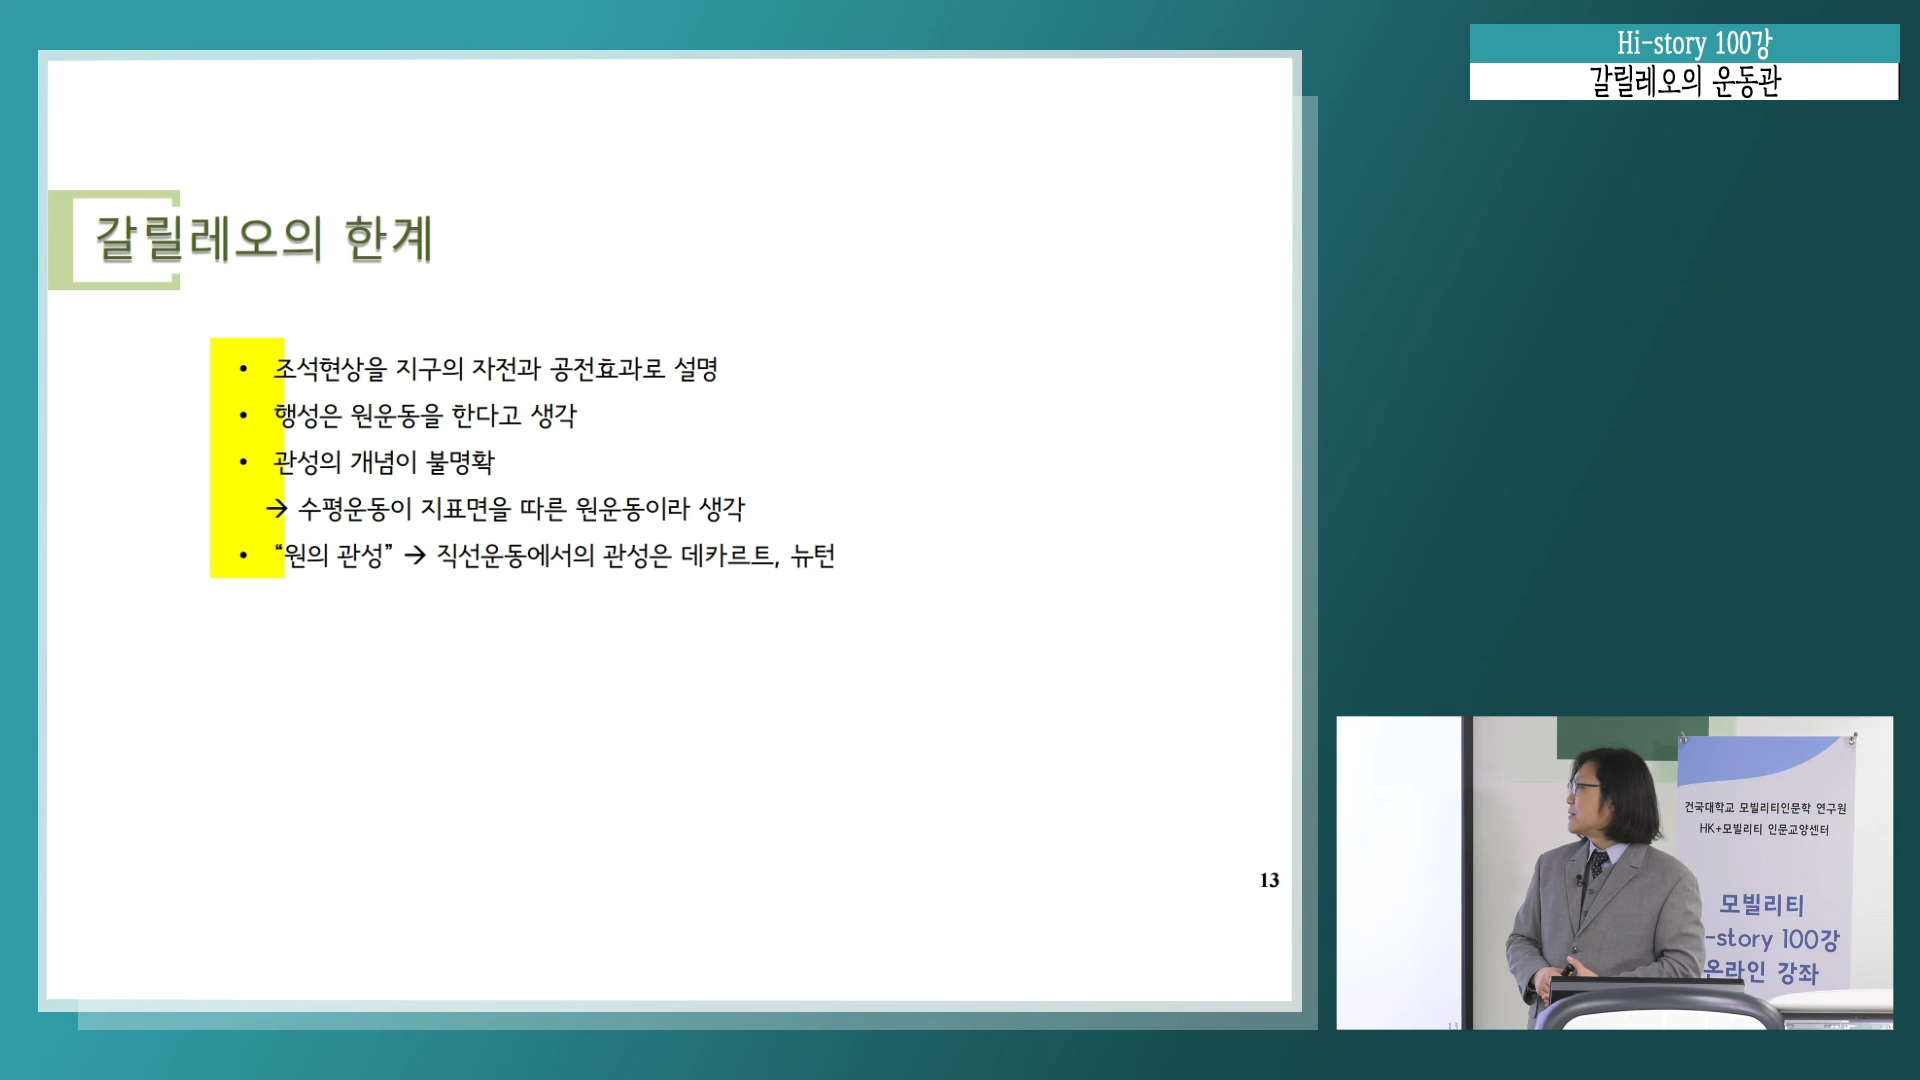 Hi-story 100강
갈릴레오의 운동관
갈릴레오의 한계
• 조석현상을 지구의 자전과 공전효과로 설명
• 행성은 원운동을 한다고 생각
• 관성의 개념이 불명확
→ 수평운동이 지표면을 따른 원운동이라 생각
• “원의 관성” → 직선운동에서의 관성은 데카르트, 뉴턴
13
건국대학교 모빌리티인문학 연구원
HK+모빌리티 인문교양센터
모빌리티
-story 100강
온라인 강좌
13